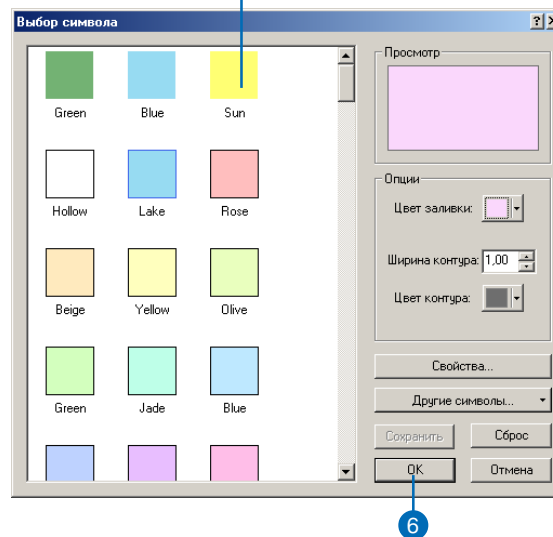 Выбор символа
Green Blue Sun
Hollow Lake Rose
Beige Yellow Olive
Green Jade Blue
Просмотр
Опции
Цвет заливки:
Ширина контура: 1,00
Цвет контура:
Свойства...
Другие символы...
Сохранить Сброс
OK Отмена
6